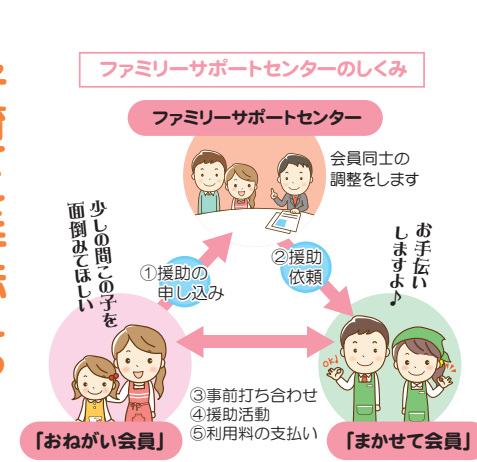 ファミリーサポートセンターのしくみ
ファミリーサポートセンター
会員同士の
調整をします
少しの間この子を
面倒みてほしい
お手伝い
しますよ♪
①援助の
申し込み
②援助
依頼
OK!
③事前打ち合わせ
④援助活動
⑤利用料の支払い
「おねがい会員」
「まかせて会員」